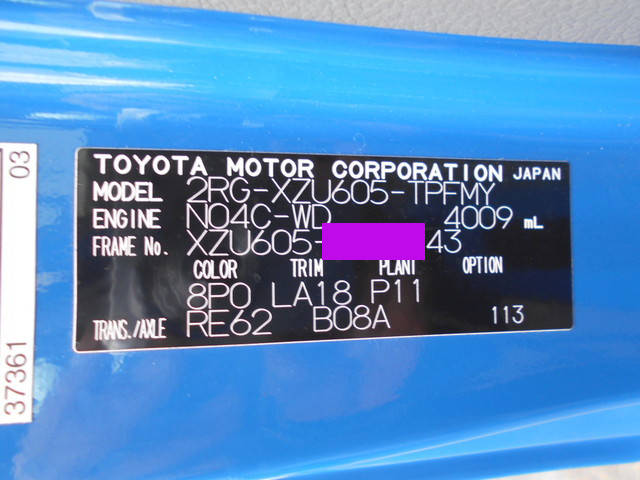 TOYOTA MOTOR CORPORATION JAPAN
MODEL 2RG-XZU605-TPFMY
ENGINE N04C-WD 4009 mL
FRAME No. XZU605- 43
COLOR TRIM PLANT OPTION
8P0 LA18 P11
TRANS./AXLE RE62 B08A 113
37361 03